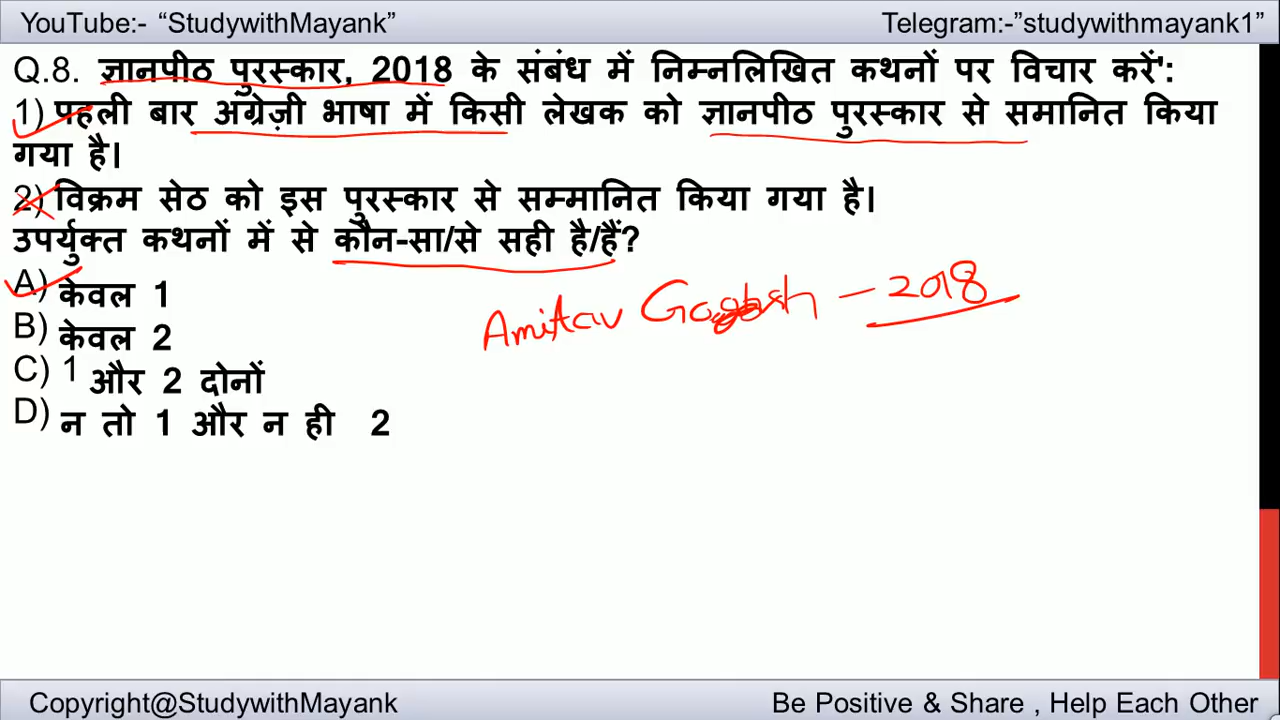 YouTube:- “StudywithMayank” Telegram:-”studywithmayank1”
Q.8. ज्ञानपीठ पुरस्कार, 2018 के संबंध में निम्नलिखित कथनों पर विचार करें':
1) पहली बार अंग्रेज़ी भाषा में किसी लेखक को ज्ञानपीठ पुरस्कार से समानित किया
गया है।
2) विक्रम सेठ को इस पुरस्कार से सम्मानित किया गया है।
उपर्युक्त कथनों में से कौन-सा/से सही है/हैं?
A) केवल 1
Amitav Gosh – 2018
B) केवल 2
C) 1 और 2 दोनों
D) न तो 1 और न ही 2
Copyright@StudywithMayank Be Positive & Share , Help Each Other